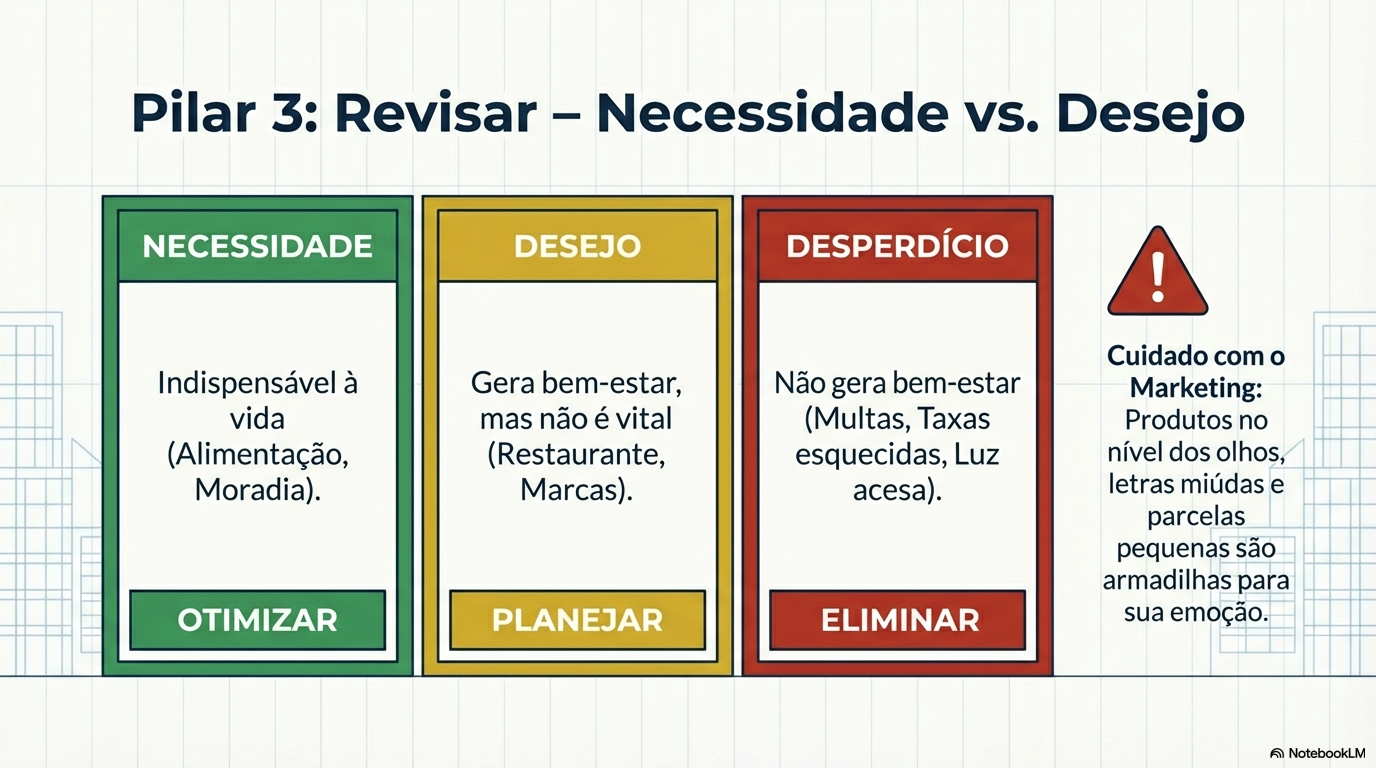 Pilar 3: Revisar – Necessidade vs. Desejo
NECESSIDADE
Indispensável à
vida
(Alimentação,
Moradia).
OTIMIZAR
DESEJO
Gera bem-estar,
mas não é vital
(Restaurante,
Marcas).
PLANEJAR
DESPERDÍCIO
Não gera bem-estar
(Multas, Taxas
esquecidas, Luz
acesa).
ELIMINAR
!
Cuidado com o
Marketing:
Produtos no
nível dos olhos,
letras miúdas e
parcelas
pequenas são
armadilhas para
sua emoção.
NotebookLM